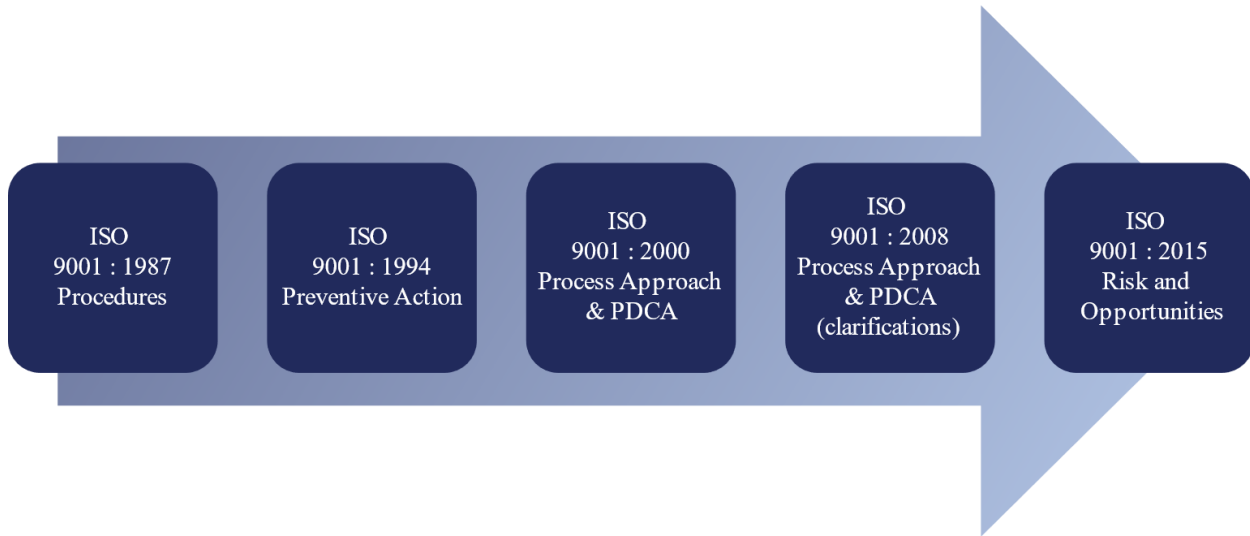 ISO
9001 : 1987
Procedures
ISO
9001 : 1994
Preventive Action
ISO
9001 : 2000
Process Approach
& PDCA
ISO
9001 : 2008
Process Approach
& PDCA
(clarifications)
ISO
9001 : 2015
Risk and
Opportunities